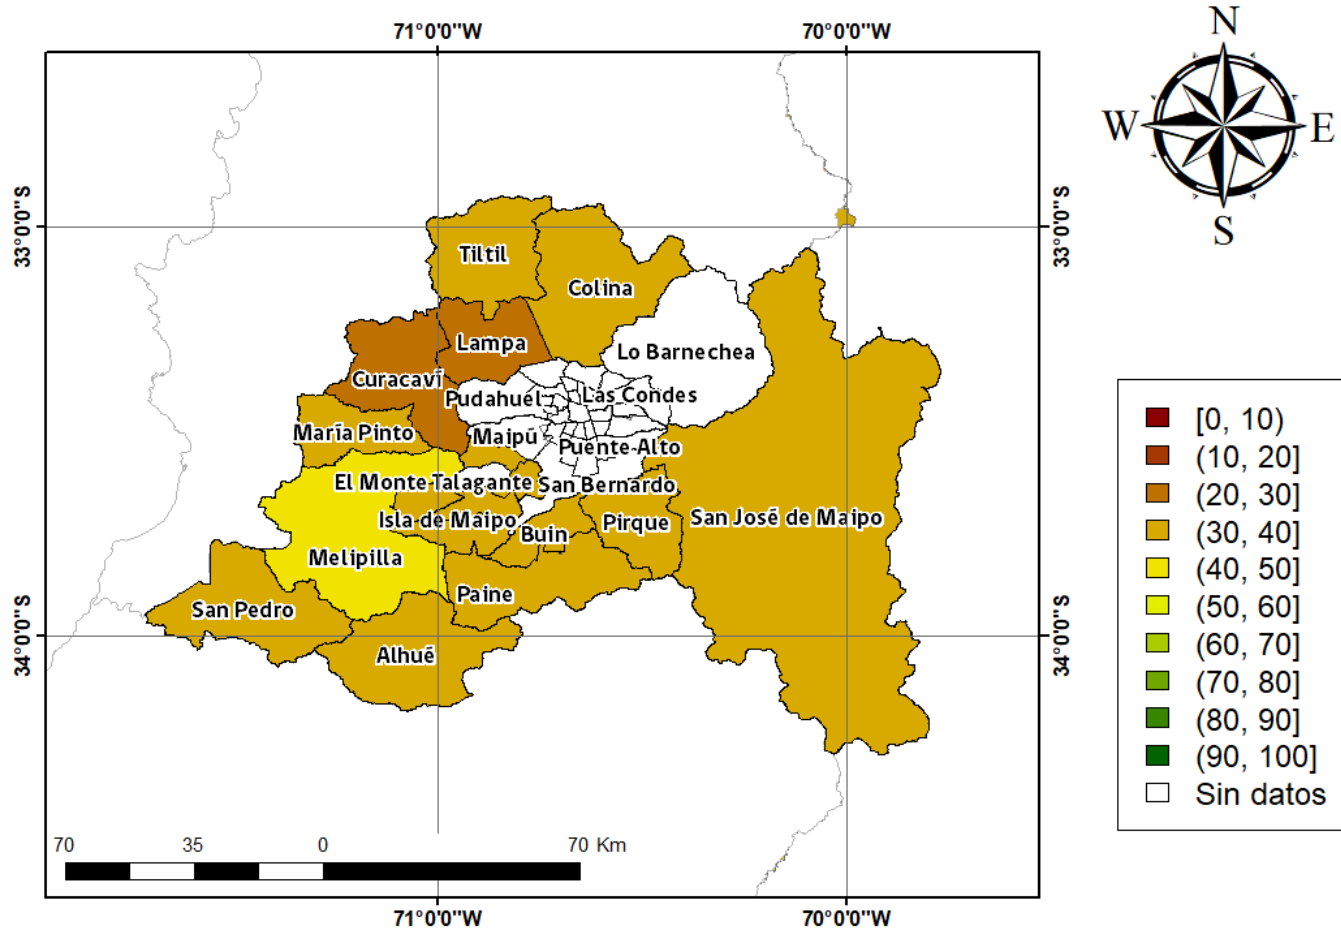 71°0'0"W
70°0'0"W
N
W
E
S
33°0'0"S
33°0'0"S
Tiltil
Colina
Lampa
Lo Barnechea
Curacaví
Pudahuel
Las Condes
María Pinto
Maipú
Puente Alto
El Monte
Talagante
San Bernardo
Isla de Maipo
Buin
Pirque
San José de Maipo
Melipilla
Paine
San Pedro
Alhué
34°0'0"S
34°0'0"S
[0, 10)
(10, 20]
(20, 30]
(30, 40]
(40, 50]
(50, 60]
(60, 70]
(70, 80]
(80, 90]
(90, 100]
Sin datos
70 35 0 70 Km
71°0'0"W
70°0'0"W